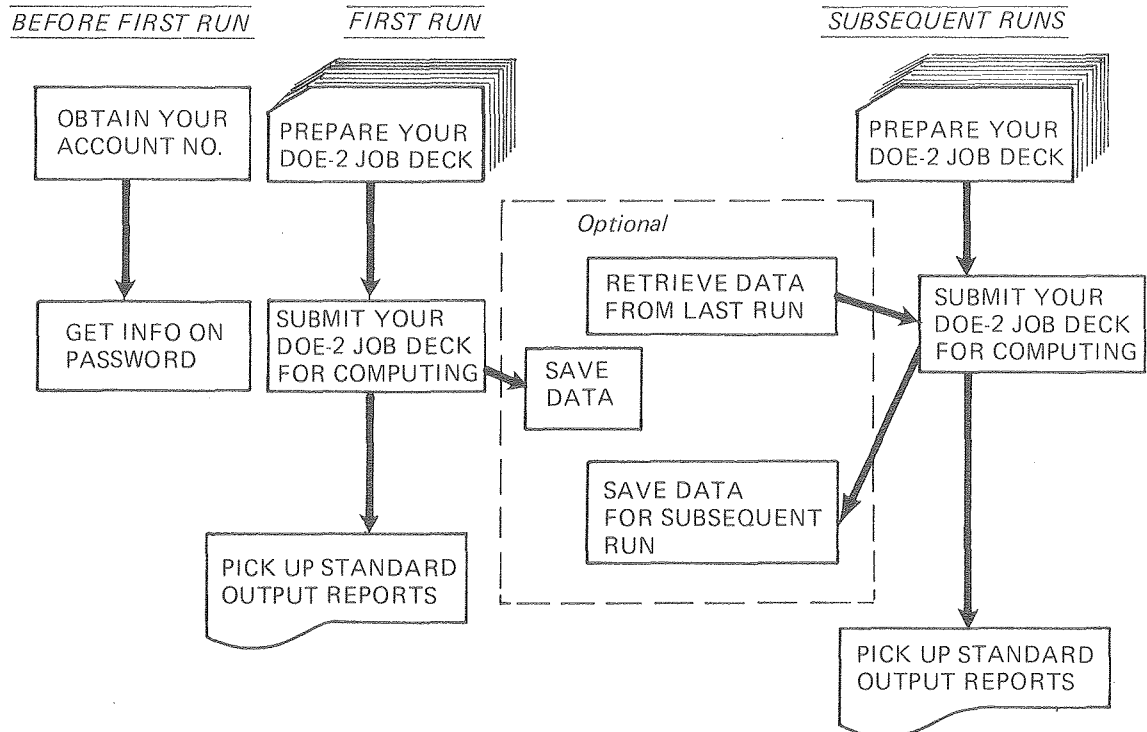 BEFORE FIRST RUN
OBTAIN YOUR
ACCOUNT NO.
GET INFO ON
PASSWORD
FIRST RUN
PREPARE YOUR
DOE-2 JOB DECK
SUBMIT YOUR
DOE-2 JOB DECK
FOR COMPUTING
PICK UP STANDARD
OUTPUT REPORTS
Optional
RETRIEVE DATA
FROM LAST RUN
SAVE
DATA
SAVE DATA
FOR SUBSEQUENT
RUN
SUBSEQUENT RUNS
PREPARE YOUR
DOE-2 JOB DECK
SUBMIT YOUR
DOE-2 JOB DECK
FOR COMPUTING
PICK UP STANDARD
OUTPUT REPORTS